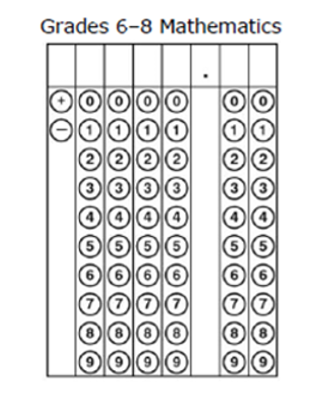 Grades 6–8 Mathematics
.
+ 0 0 0 0 0 0
− 1 1 1 1 1 1
2 2 2 2 2 2
3 3 3 3 3 3
4 4 4 4 4 4
5 5 5 5 5 5
6 6 6 6 6 6
7 7 7 7 7 7
8 8 8 8 8 8
9 9 9 9 9 9